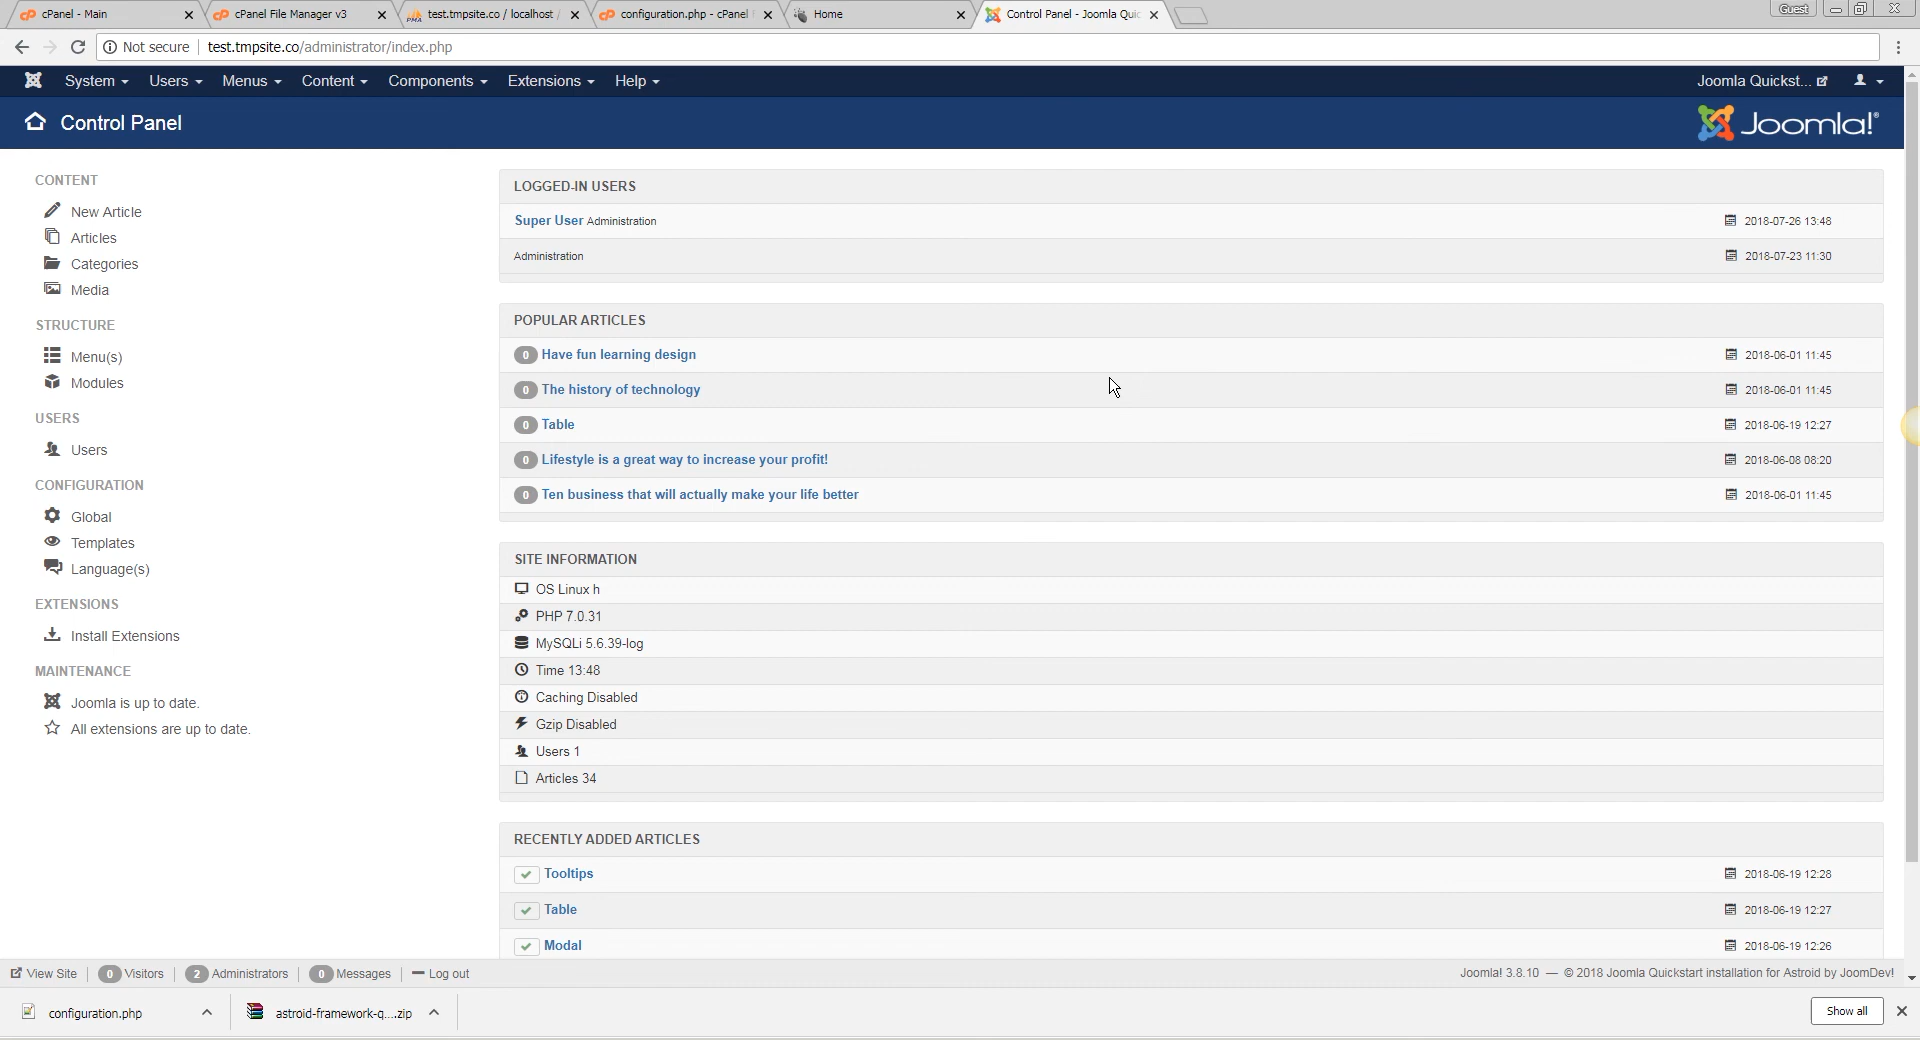 cPanel - Main
cPanel File Manager v3
test.tmpsite.co / localhost
configuration.php - cPanel
Home
Control Panel - Joomla Quic
Guest
Not secure
test.tmpsite.co/administrator/index.php
System Users Menus Content Components Extensions Help
Joomla Quickst...
Control Panel
Joomla!®
CONTENT
New Article
Articles
Categories
Media
STRUCTURE
Menu(s)
Modules
USERS
Users
CONFIGURATION
Global
Templates
Language(s)
EXTENSIONS
Install Extensions
MAINTENANCE
Joomla is up to date.
All extensions are up to date.
LOGGED-IN USERS
Super User Administration 2018-07-26 13:48
Administration 2018-07-23 11:30
POPULAR ARTICLES
0 Have fun learning design 2018-06-01 11:45
0 The history of technology 2018-06-01 11:45
0 Table 2018-06-19 12:27
0 Lifestyle is a great way to increase your profit! 2018-06-08 08:20
0 Ten business that will actually make your life better 2018-06-01 11:45
SITE INFORMATION
OS Linux h
PHP 7.0.31
MySQLi 5.6.39-log
Time 13:48
Caching Disabled
Gzip Disabled
Users 1
Articles 34
RECENTLY ADDED ARTICLES
Tooltips 2018-06-19 12:28
Table 2018-06-19 12:27
Modal 2018-06-19 12:26
View Site 0 Visitors 2 Administrators 0 Messages Log out
Joomla! 3.8.10 — © 2018 Joomla Quickstart installation for Astroid by JoomDev!
configuration.php
astroid-framework-q....zip
Show all